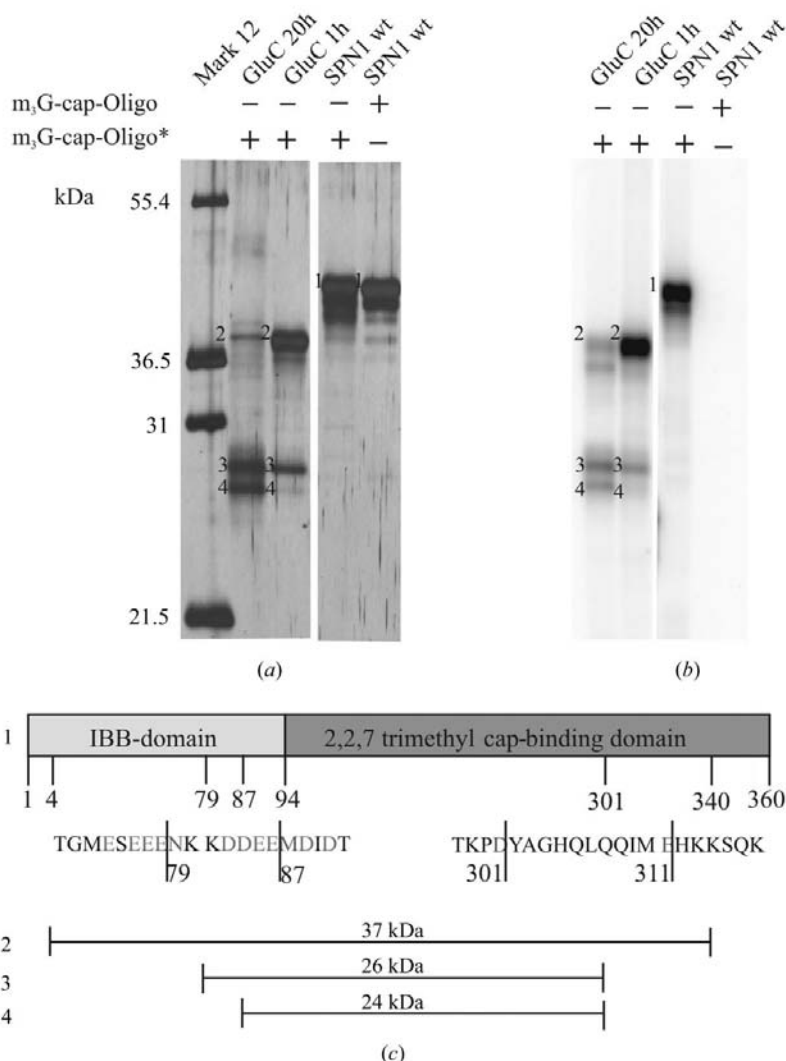 Mark 12 GluC 20h GluC 1h SPN1 wt SPN1 wt
GluC 20h GluC 1h SPN1 wt SPN1 wt
m₃G-cap-Oligo − − − +
− − − +
m₃G-cap-Oligo* + + + −
+ + + −
kDa 55.4
1 1
1
2 2
2 2
36.5
31
3 3
3 3
4 4
4 4
21.5
(a)
(b)
1 IBB-domain 2,2,7 trimethyl cap-binding domain
1 4 79 87 94 301 340 360
TGMESEEENK KDDEEMDIDT TKPDYAGHQLQQIM EHKKSQK
79 87 301 311
2 37 kDa
3 26 kDa
4 24 kDa
(c)